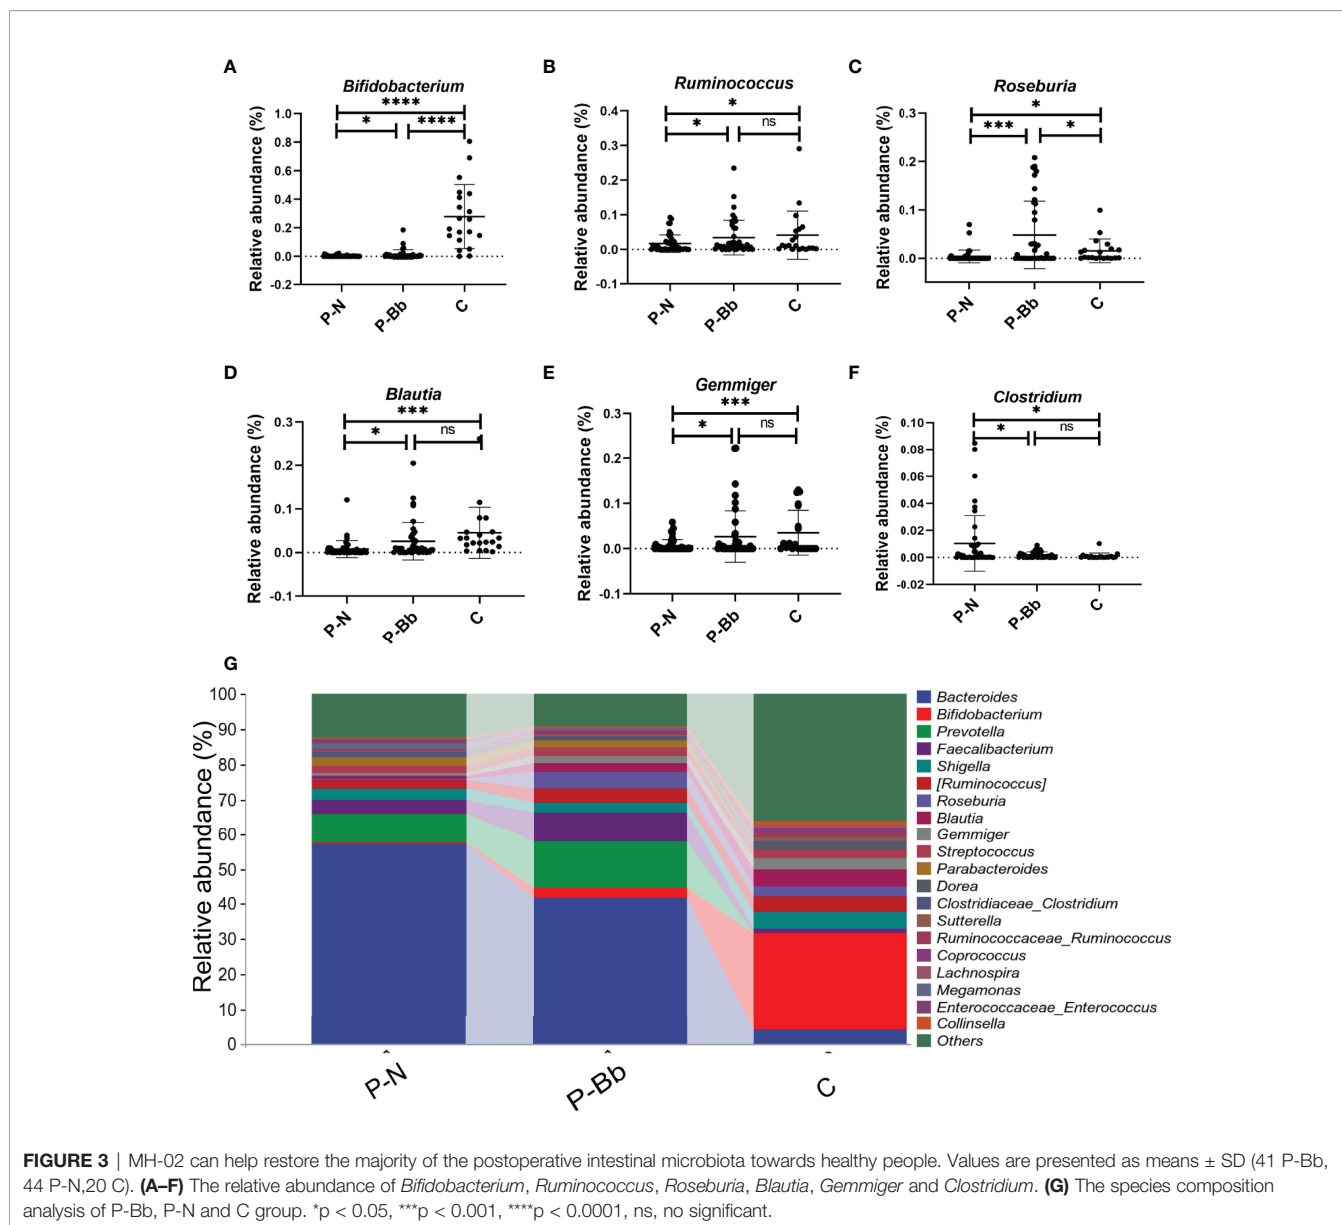 A
Bifidobacterium
****
*
****
Relative abundance (%)
1.0
0.8
0.6
0.4
0.2
0.0
-0.2
P-N
P-Bb
C
B
Ruminococcus
*
*
ns
Relative abundance (%)
0.4
0.3
0.2
0.1
0.0
-0.1
P-N
P-Bb
C
C
Roseburia
*
***
*
Relative abundance (%)
0.3
0.2
0.1
0.0
P-N
P-Bb
C
D
Blautia
***
*
ns
Relative abundance (%)
0.3
0.2
0.1
0.0
-0.1
P-N
P-Bb
C
E
Gemmiger
***
*
ns
Relative abundance (%)
0.3
0.2
0.1
0.0
-0.1
P-N
P-Bb
C
F
Clostridium
*
*
ns
Relative abundance (%)
0.10
0.08
0.06
0.04
0.02
0.00
-0.02
P-N
P-Bb
C
G
Relative abundance (%)
100
90
80
70
60
50
40
30
20
10
0
P-N
P-Bb
C
Bacteroides
Bifidobacterium
Prevotella
Faecalibacterium
Shigella
[Ruminococcus]
Roseburia
Blautia
Gemmiger
Streptococcus
Parabacteroides
Dorea
Clostridiaceae_Clostridium
Sutterella
Ruminococcaceae_Ruminococcus
Coprococcus
Lachnospira
Megamonas
Enterococcaceae_Enterococcus
Collinsella
Others
FIGURE 3 | MH-02 can help restore the majority of the postoperative intestinal microbiota towards healthy people. Values are presented as means ± SD (41 P-Bb,
44 P-N,20 C). (A–F) The relative abundance of Bifidobacterium, Ruminococcus, Roseburia, Blautia, Gemmiger and Clostridium. (G) The species composition
analysis of P-Bb, P-N and C group. *p < 0.05, ***p < 0.001, ****p < 0.0001, ns, no significant.